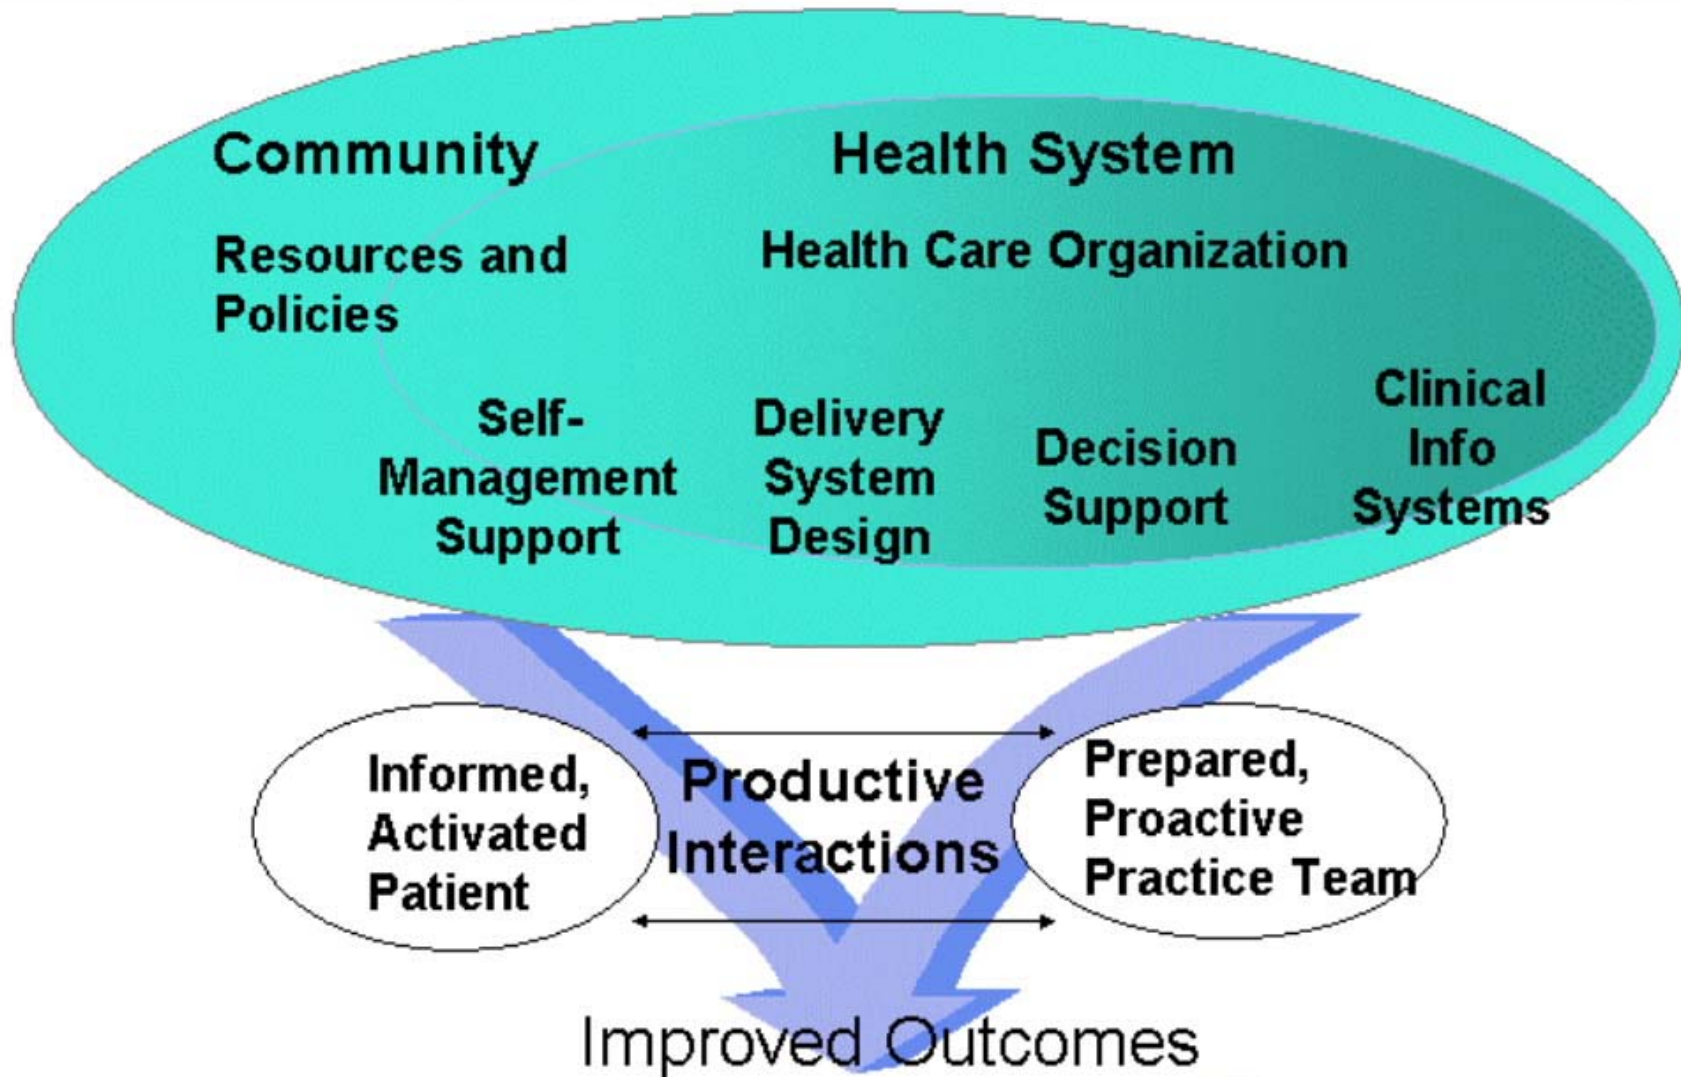 Community
Health System
Resources and
Policies
Health Care Organization
Self-
Management
Support
Delivery
System
Design
Decision
Support
Clinical
Info
Systems
Informed,
Activated
Patient
Productive
Interactions
Prepared,
Proactive
Practice Team
Improved Outcomes